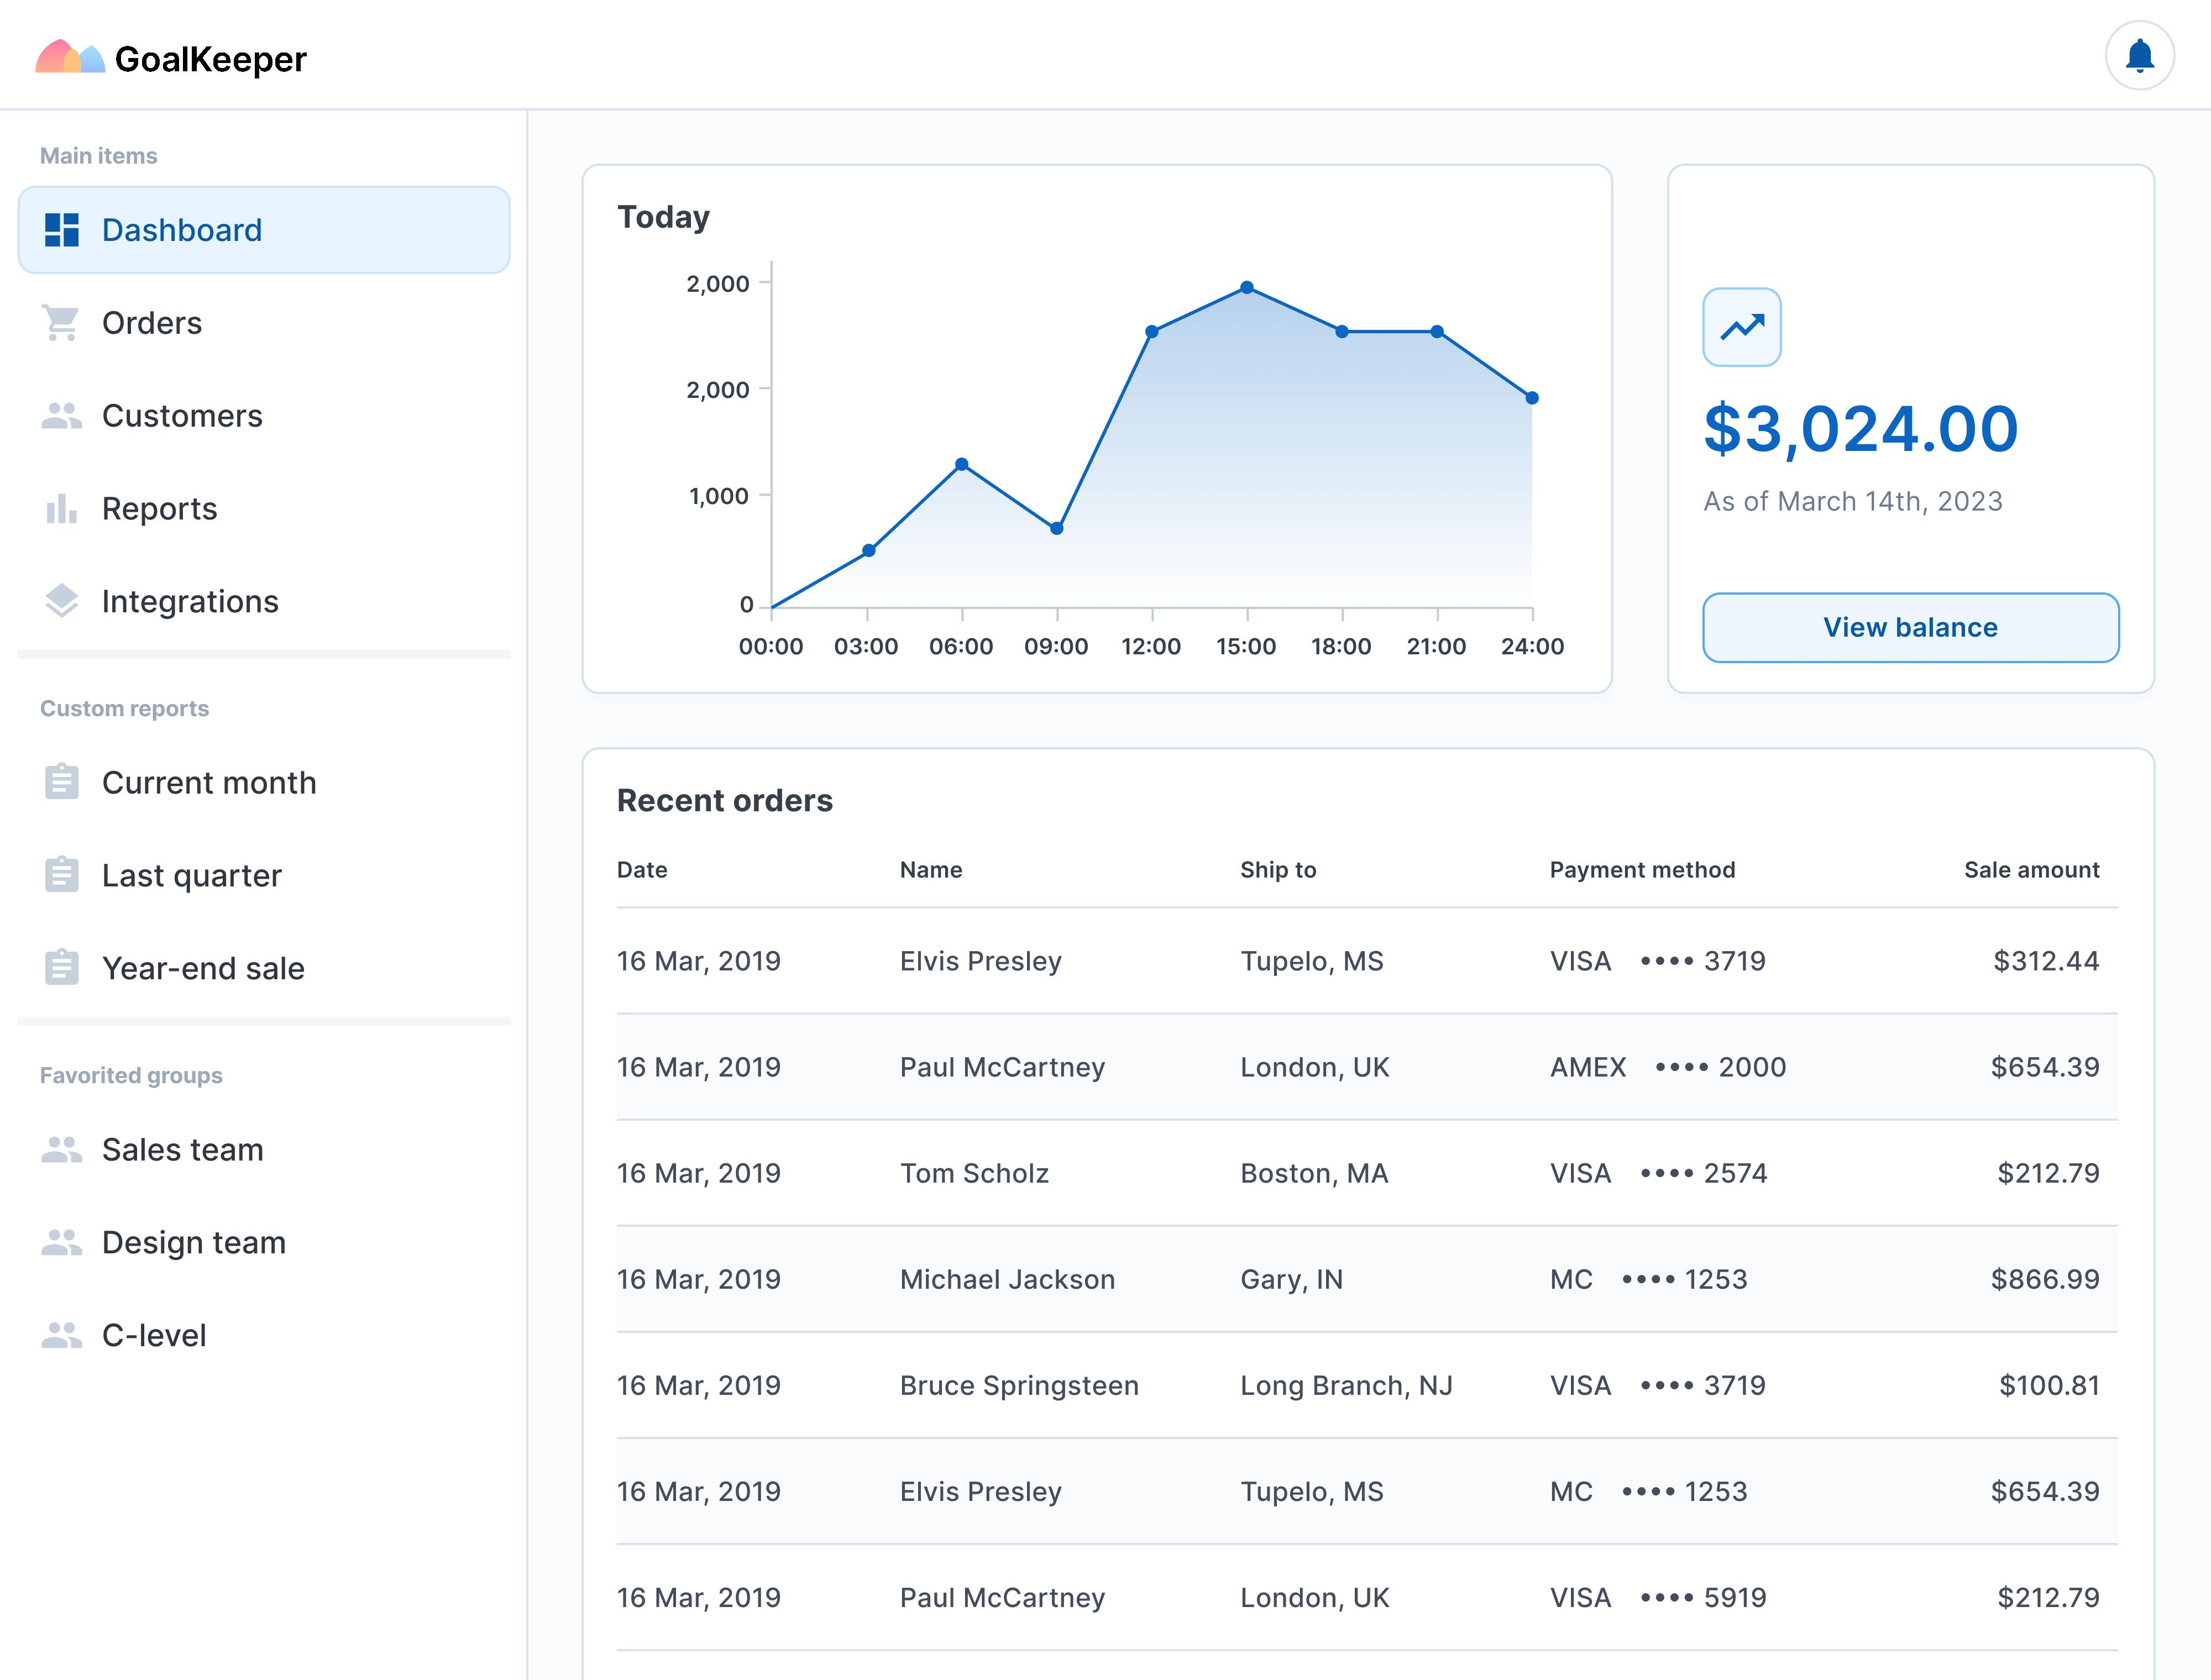 GoalKeeper
Main items
Dashboard
Orders
Customers
Reports
Integrations
Custom reports
Current month
Last quarter
Year-end sale
Favorited groups
Sales team
Design team
C-level
Today
2,000
2,000
1,000
0
00:00 03:00 06:00 09:00 12:00 15:00 18:00 21:00 24:00
$3,024.00
As of March 14th, 2023
View balance
Recent orders
Date Name Ship to Payment method Sale amount
16 Mar, 2019 Elvis Presley Tupelo, MS VISA •••• 3719 $312.44
16 Mar, 2019 Paul McCartney London, UK AMEX •••• 2000 $654.39
16 Mar, 2019 Tom Scholz Boston, MA VISA •••• 2574 $212.79
16 Mar, 2019 Michael Jackson Gary, IN MC •••• 1253 $866.99
16 Mar, 2019 Bruce Springsteen Long Branch, NJ VISA •••• 3719 $100.81
16 Mar, 2019 Elvis Presley Tupelo, MS MC •••• 1253 $654.39
16 Mar, 2019 Paul McCartney London, UK VISA •••• 5919 $212.79